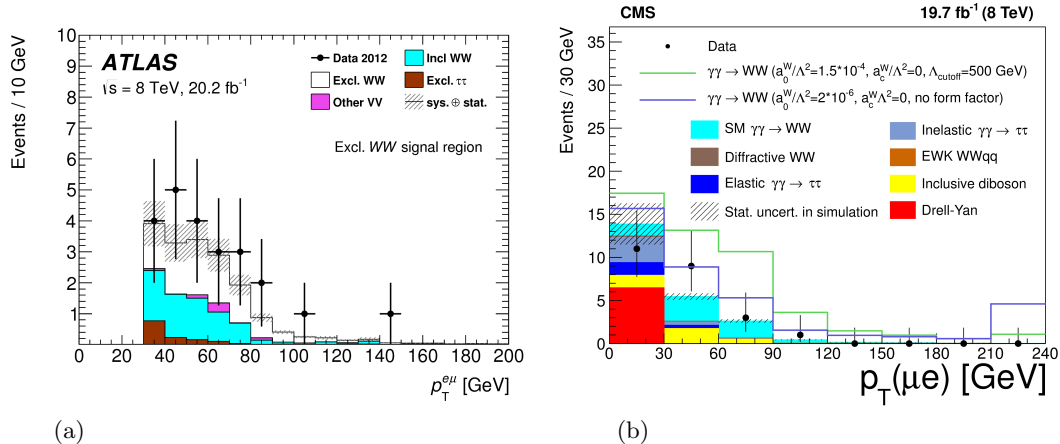 ATLAS
√s = 8 TeV, 20.2 fb⁻¹
Data 2012
Incl WW
Excl. WW
Excl. ττ
Other VV
sys. ⊕ stat.
Excl. WW signal region
Events / 10 GeV
10
9
8
7
6
5
4
3
2
1
0
0 20 40 60 80 100 120 140 160 180 200
p_T^{eμ} [GeV]
(a)
CMS
19.7 fb⁻¹ (8 TeV)
Data
γγ → WW (a_0^W/Λ²=1.5*10⁻⁴, a_c^W/Λ²=0, Λ_cutoff=500 GeV)
γγ → WW (a_0^W/Λ²=2*10⁻⁶, a_c^WΛ²=0, no form factor)
SM γγ → WW
Inelastic γγ → ττ
Diffractive WW
EWK WWqq
Elastic γγ → ττ
Inclusive diboson
Stat. uncert. in simulation
Drell-Yan
Events / 30 GeV
35
30
25
20
15
10
5
0
0 30 60 90 120 150 180 210 240
p_T(μe) [GeV]
(b)